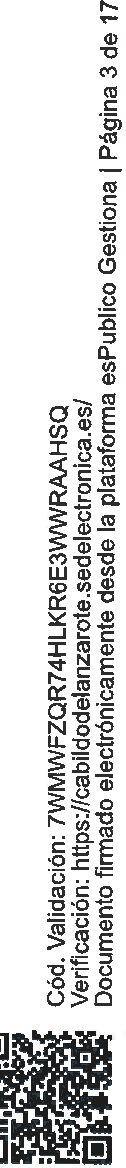 Cód. Validación: 7WMWFZQR74HLKR6E3WWRAAHSQ
Verificación: https://cabildodelanzarote.sedelectronica.es/
Documento firmado electrónicamente desde la plataforma esPublico Gestiona | Página 3 de 17